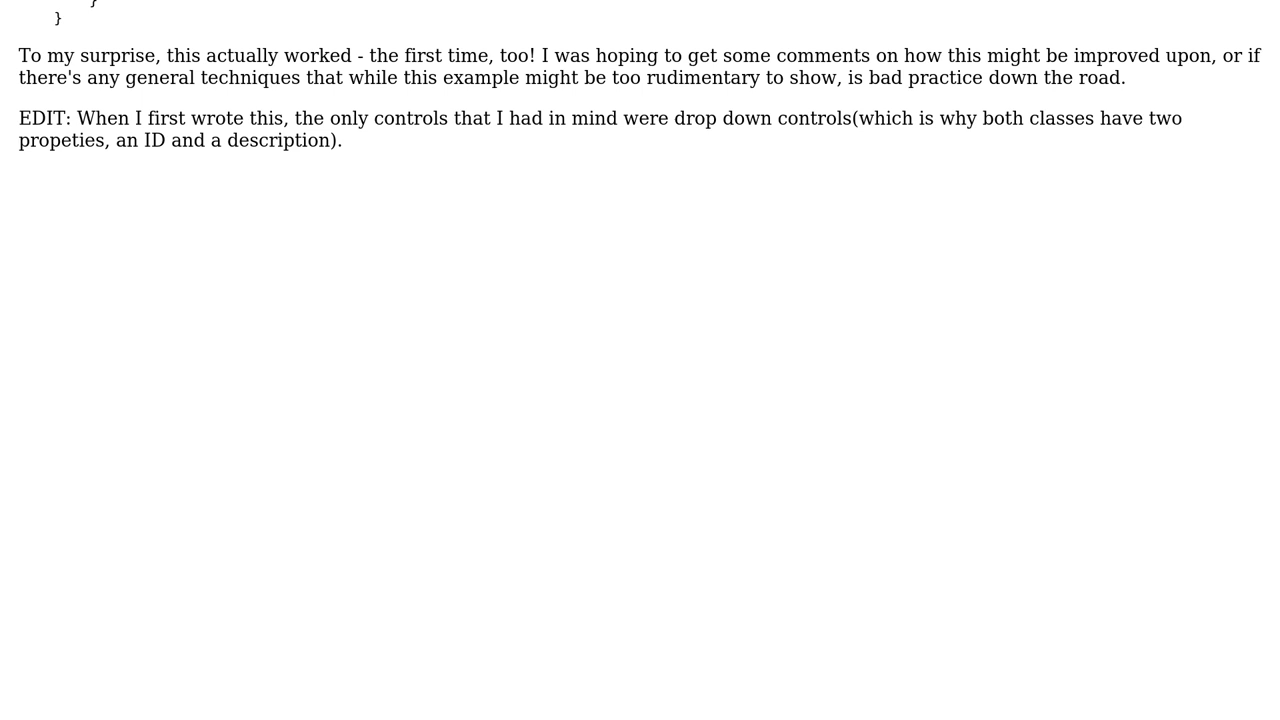 }
}
To my surprise, this actually worked - the first time, too! I was hoping to get some comments on how this might be improved upon, or if
there's any general techniques that while this example might be too rudimentary to show, is bad practice down the road.
EDIT: When I first wrote this, the only controls that I had in mind were drop down controls(which is why both classes have two
propeties, an ID and a description).